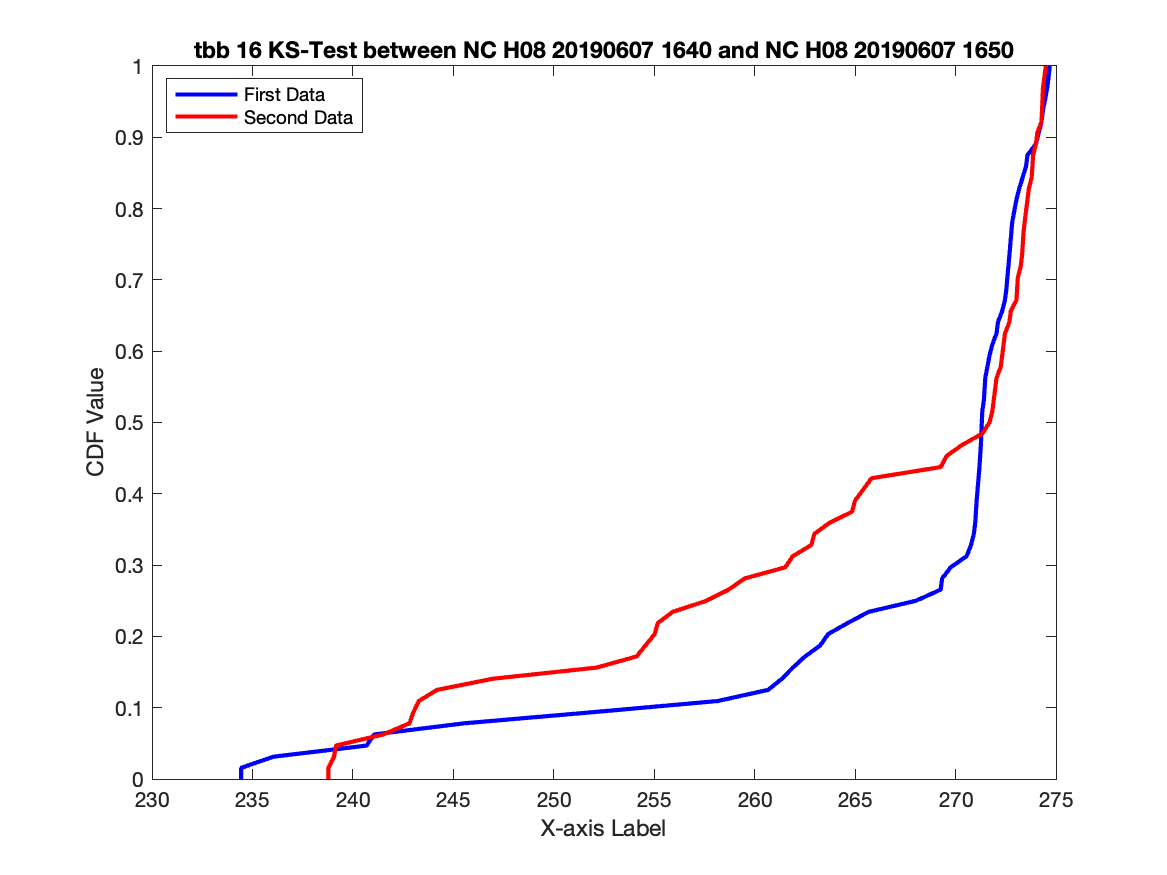 tbb 16 KS-Test between NC H08 20190607 1640 and NC H08 20190607 1650
First Data
Second Data
1
0.9
0.8
0.7
0.6
0.5
0.4
0.3
0.2
0.1
0
CDF Value
230 235 240 245 250 255 260 265 270 275
X-axis Label